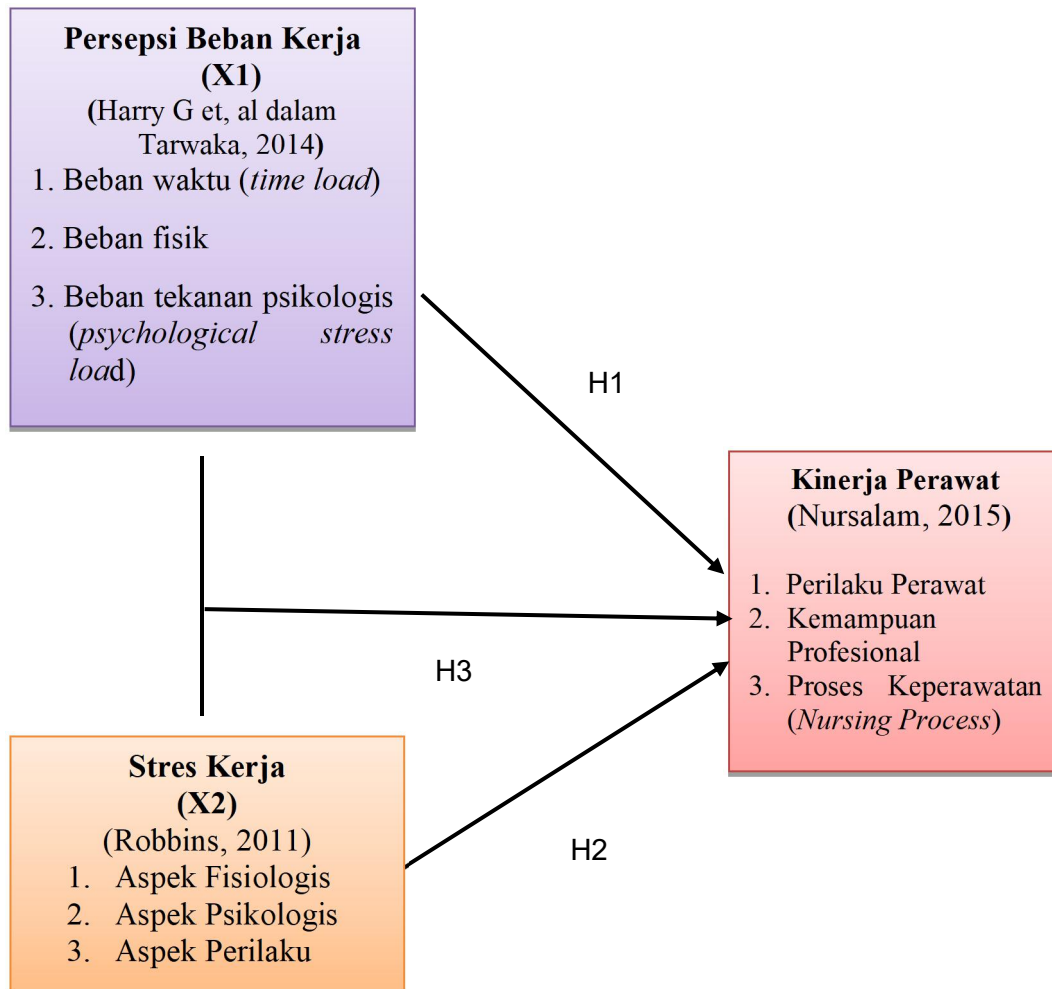 Persepsi Beban Kerja
(X1)
(Harry G et, al dalam
Tarwaka, 2014)
1. Beban waktu (time load)
2. Beban fisik
3. Beban tekanan psikologis
(psychological stress
load)
H1
Kinerja Perawat
(Nursalam, 2015)
1. Perilaku Perawat
2. Kemampuan
Profesional
3. Proses Keperawatan
(Nursing Process)
H3
Stres Kerja
(X2)
(Robbins, 2011)
1. Aspek Fisiologis
2. Aspek Psikologis
3. Aspek Perilaku
H2